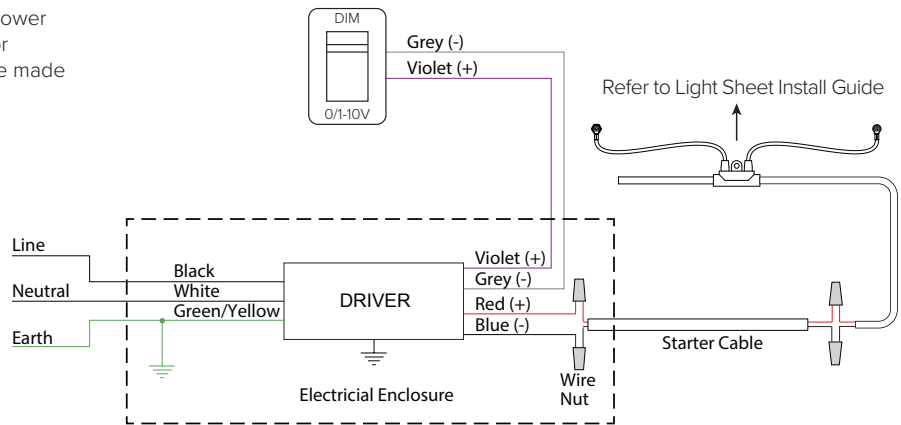 ower
or
e made
DIM
0/1-10V
Grey (-)
Violet (+)
Refer to Light Sheet Install Guide
Line
Neutral
Earth
Black
White
Green/Yellow
DRIVER
Violet (+)
Grey (-)
Red (+)
Blue (-)
Wire
Nut
Starter Cable
Electricial Enclosure